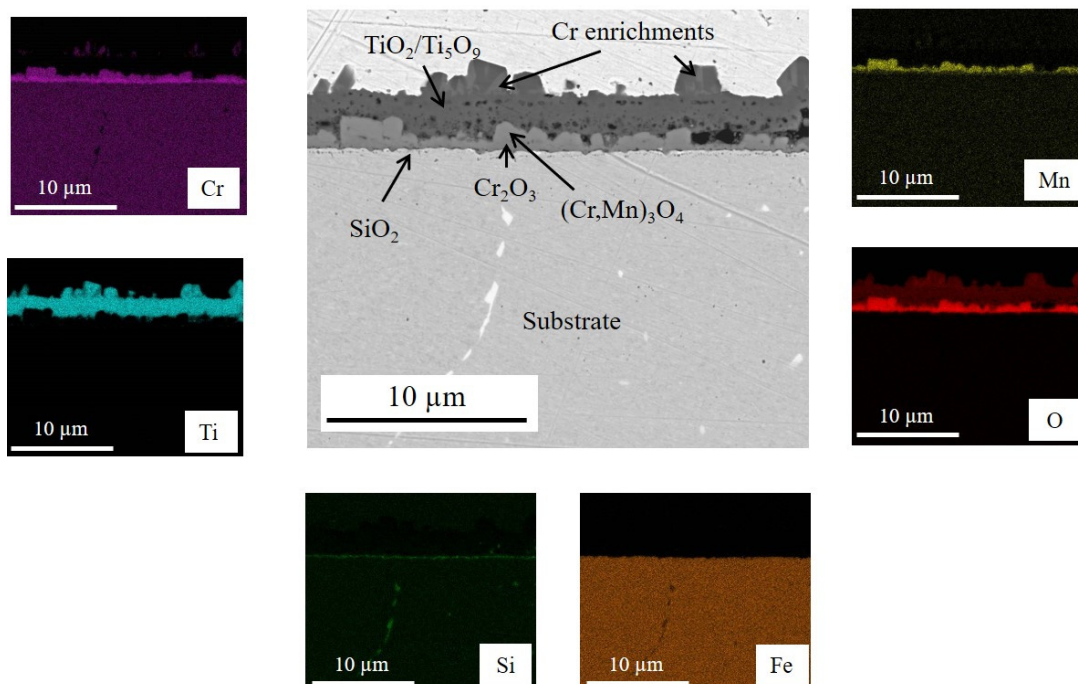 TiO₂/Ti₅O₉
Cr enrichments
10 µm
Cr
10 µm
Mn
SiO₂
Cr₂O₃
(Cr,Mn)₃O₄
Substrate
10 µm
10 µm
Ti
10 µm
O
10 µm
Si
10 µm
Fe